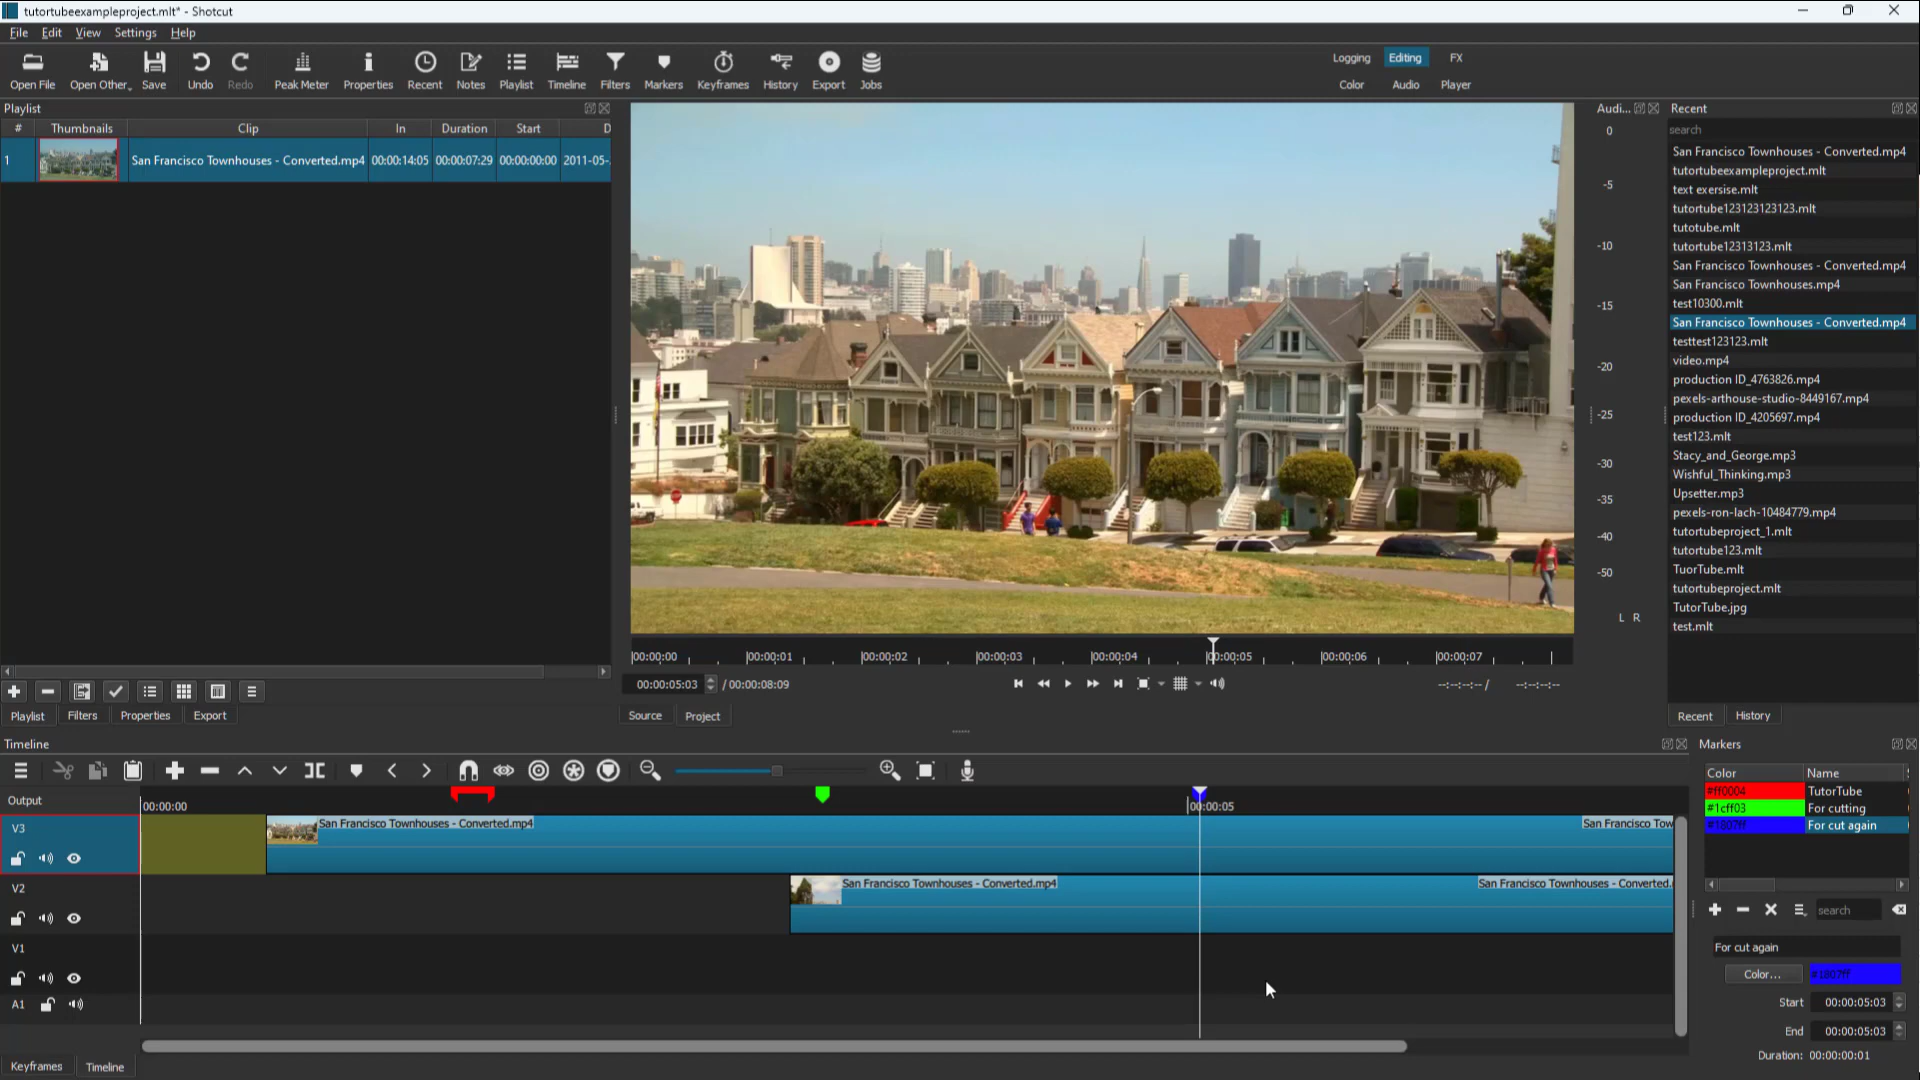 tutortubeexampleproject.mlt* - Shotcut
File Edit View Settings Help
Open File Open Other... Save Undo Redo Peak Meter Properties Recent Notes Playlist Timeline Filters Markers Keyframes History Export Jobs
Logging Editing FX
Color Audio Player
Playlist
# Thumbnails Clip In Duration Start D
1 San Francisco Townhouses - Converted.mp4 00:00:14:05 00:00:07:29 00:00:00:00 2011-05-
Playlist Filters Properties Export
00:00:00 00:00:01 00:00:02 00:00:03 00:00:04 00:00:05 00:00:06 00:00:07
00:00:05:03 / 00:00:08:09
--:--:--:-- / --:--:--:--
Source Project
Audi...
0
-5
-10
-15
-20
-25
-30
-35
-40
-50
L R
Recent
search
San Francisco Townhouses - Converted.mp4
tutortubeexampleproject.mlt
text exersise.mlt
tutortube123123123123.mlt
tutotube.mlt
tutortube12313123.mlt
San Francisco Townhouses - Converted.mp4
San Francisco Townhouses.mp4
test10300.mlt
San Francisco Townhouses - Converted.mp4
testtest123123.mlt
video.mp4
production ID_4763826.mp4
pexels-arthouse-studio-8449167.mp4
production ID_4205697.mp4
test123.mlt
Stacy_and_George.mp3
Wishful_Thinking.mp3
Upsetter.mp3
pexels-ron-lach-10484779.mp4
tutortubeproject_1.mlt
tutortube123.mlt
TuorTube.mlt
tutortubeproject.mlt
TutorTube.jpg
test.mlt
Recent History
Timeline
Output
00:00:00 00:00:05
V3
San Francisco Townhouses - Converted.mp4 San Francisco Tow
V2
San Francisco Townhouses - Converted.mp4 San Francisco Townhouses - Converted.
V1
A1
Keyframes Timeline
Markers
Color Name
#ff0004 TutorTube
#1cff03 For cutting
#1807ff For cut again
search
For cut again
Color... #1807ff
Start 00:00:05:03
End 00:00:05:03
Duration: 00:00:00:01